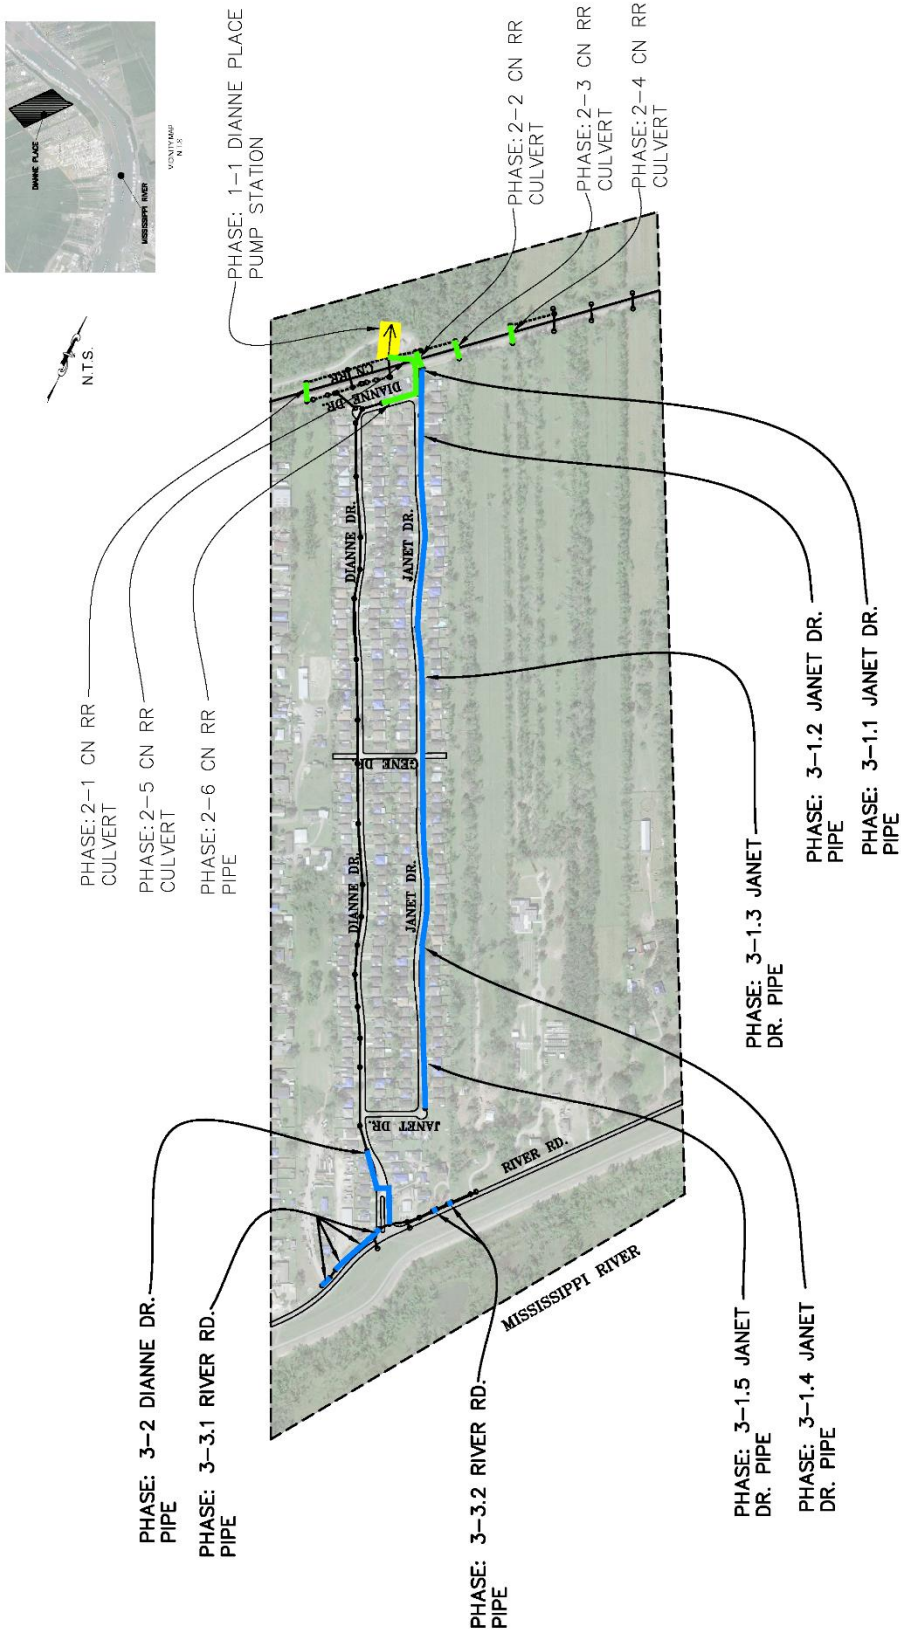 DIANNE PLACE
MISSISSIPPI RIVER
VICINITY MAP
N.T.S.
N.T.S.
PHASE: 1-1 DIANNE PLACE
PUMP STATION
PHASE: 2-2 CN RR
CULVERT
PHASE: 2-3 CN RR
CULVERT
PHASE: 2-4 CN RR
CULVERT
PHASE: 2-1 CN RR
CULVERT
PHASE: 2-5 CN RR
CULVERT
PHASE: 2-6 CN RR
PIPE
CN RR
DIANNE DR.
DIANNE DR.
JANET DR.
GENE DR.
DIANNE DR.
JANET DR.
JANET DR.
RIVER RD.
MISSISSIPPI RIVER
PHASE: 3-1.1 JANET DR.
PIPE
PHASE: 3-1.2 JANET DR.
PIPE
PHASE: 3-1.3 JANET
DR. PIPE
PHASE: 3-1.4 JANET
DR. PIPE
PHASE: 3-1.5 JANET
DR. PIPE
PHASE: 3-2 DIANNE DR.
PIPE
PHASE: 3-3.1 RIVER RD.
PIPE
PHASE: 3-3.2 RIVER RD.
PIPE